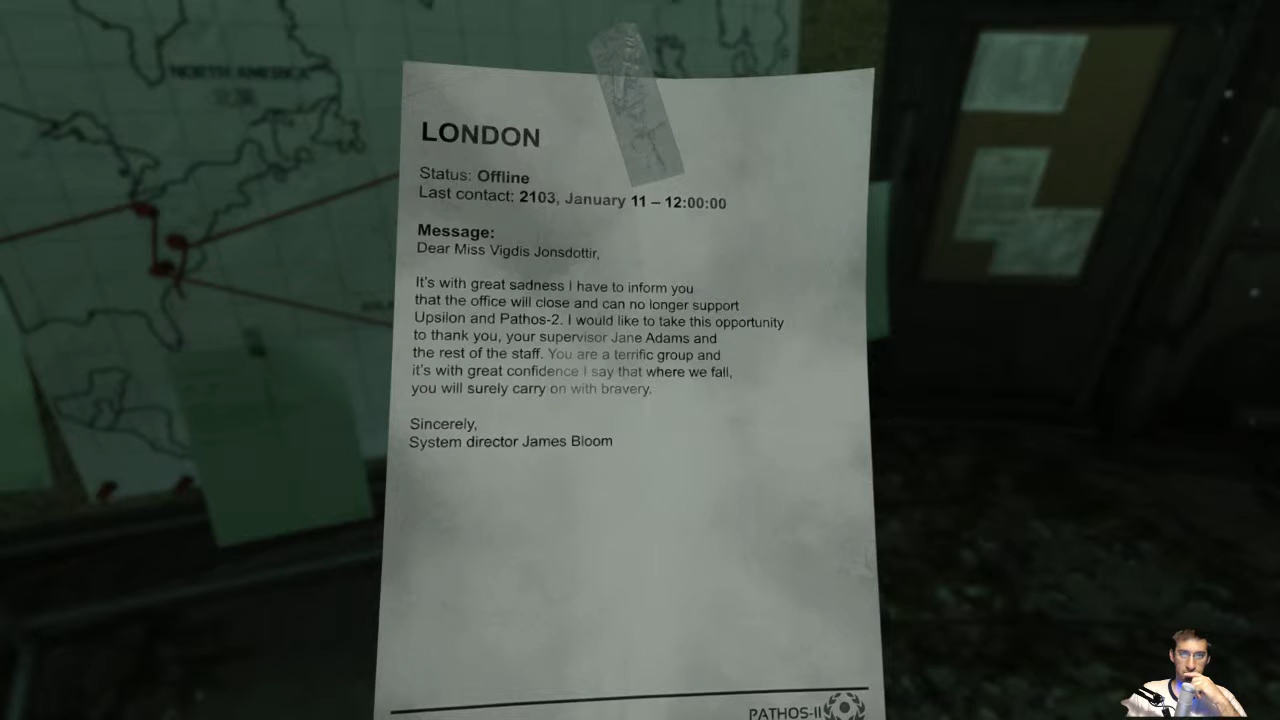 NORTH AMERICA
LONDON
Status: Offline
Last contact: 2103, January 11 – 12:00:00
Message:
Dear Miss Vigdis Jonsdottir,
It's with great sadness I have to inform you
that the office will close and can no longer support
Upsilon and Pathos-2. I would like to take this opportunity
to thank you, your supervisor Jane Adams and
the rest of the staff. You are a terrific group and
it's with great confidence I say that where we fall,
you will surely carry on with bravery.
Sincerely,
System director James Bloom
PATHOS-II